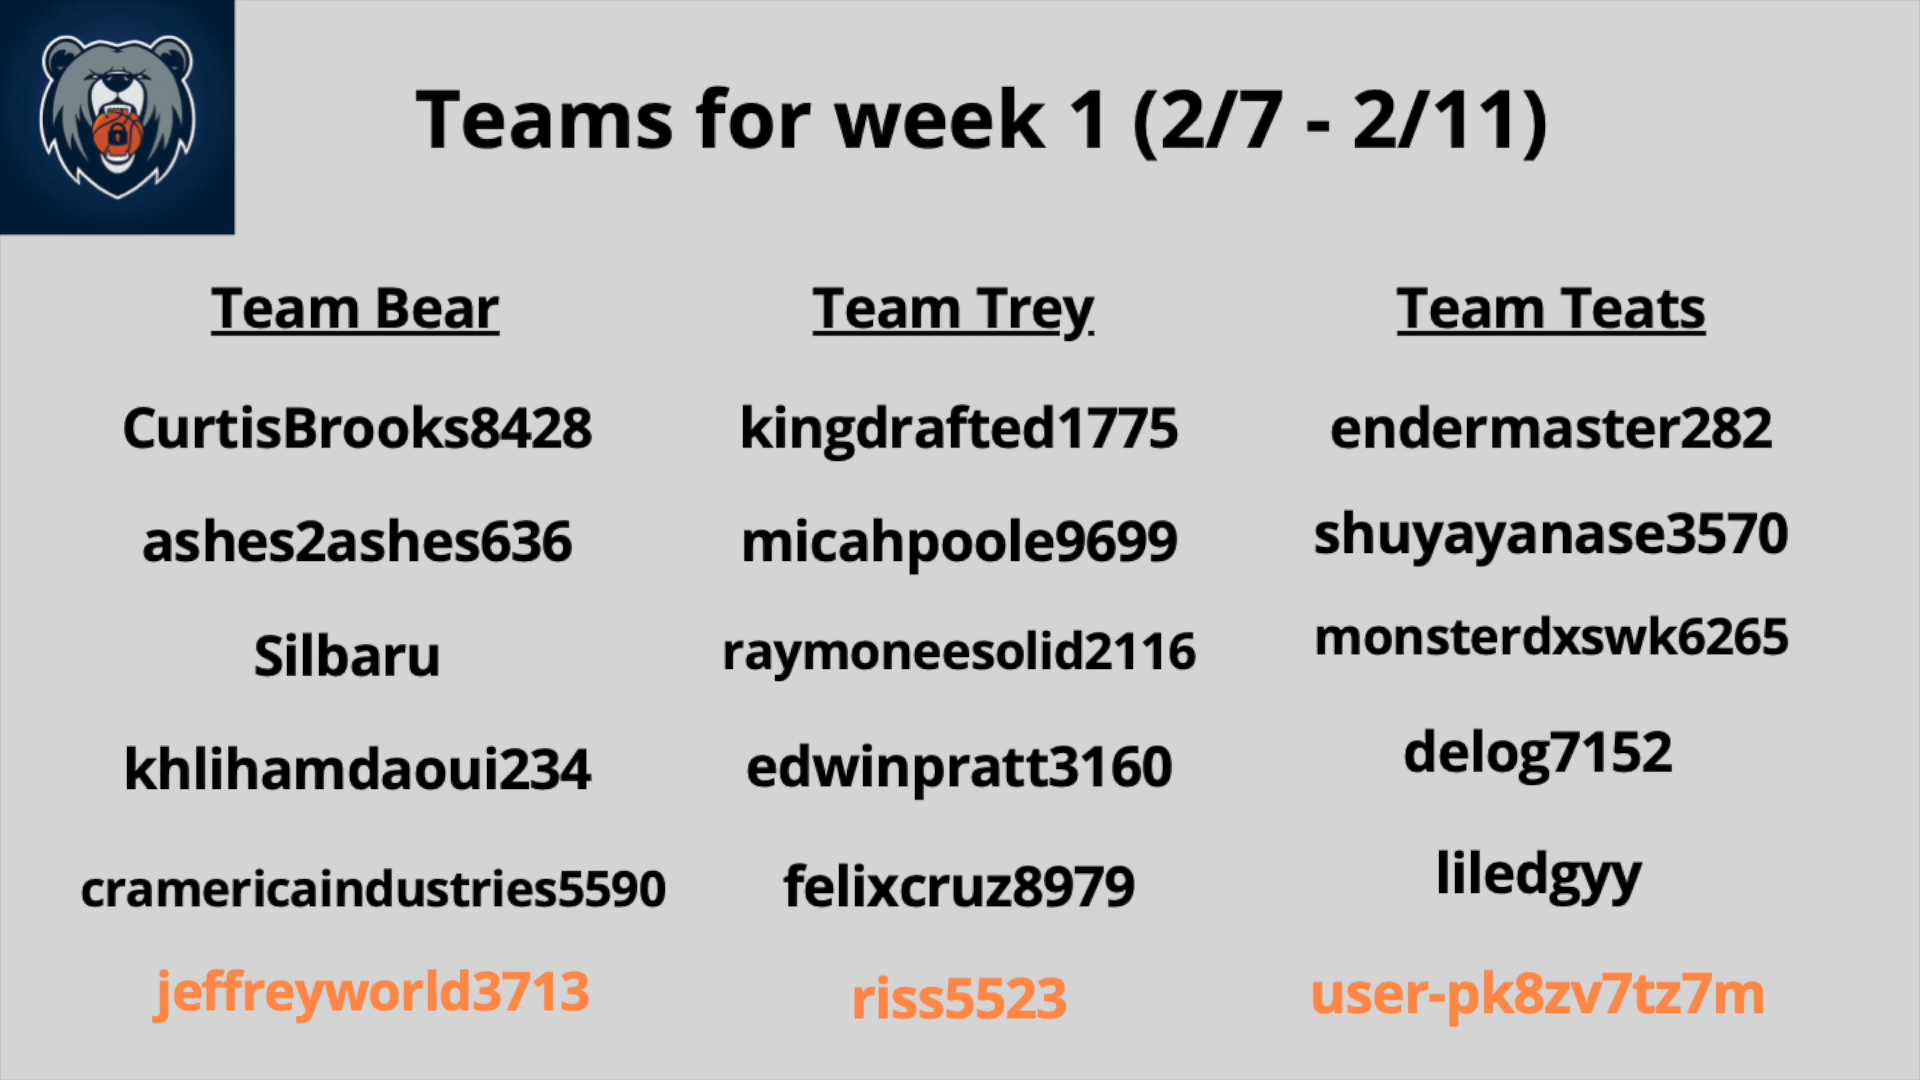 Teams for week 1 (2/7 - 2/11)
Team Bear
CurtisBrooks8428
ashes2ashes636
Silbaru
khlihamdaoui234
cramericaindustries5590
jeffreyworld3713
Team Trey
kingdrafted1775
micahpoole9699
raymoneesolid2116
edwinpratt3160
felixcruz8979
riss5523
Team Teats
endermaster282
shuyayanase3570
monsterdxswk6265
delog7152
liledgyy
user-pk8zv7tz7m